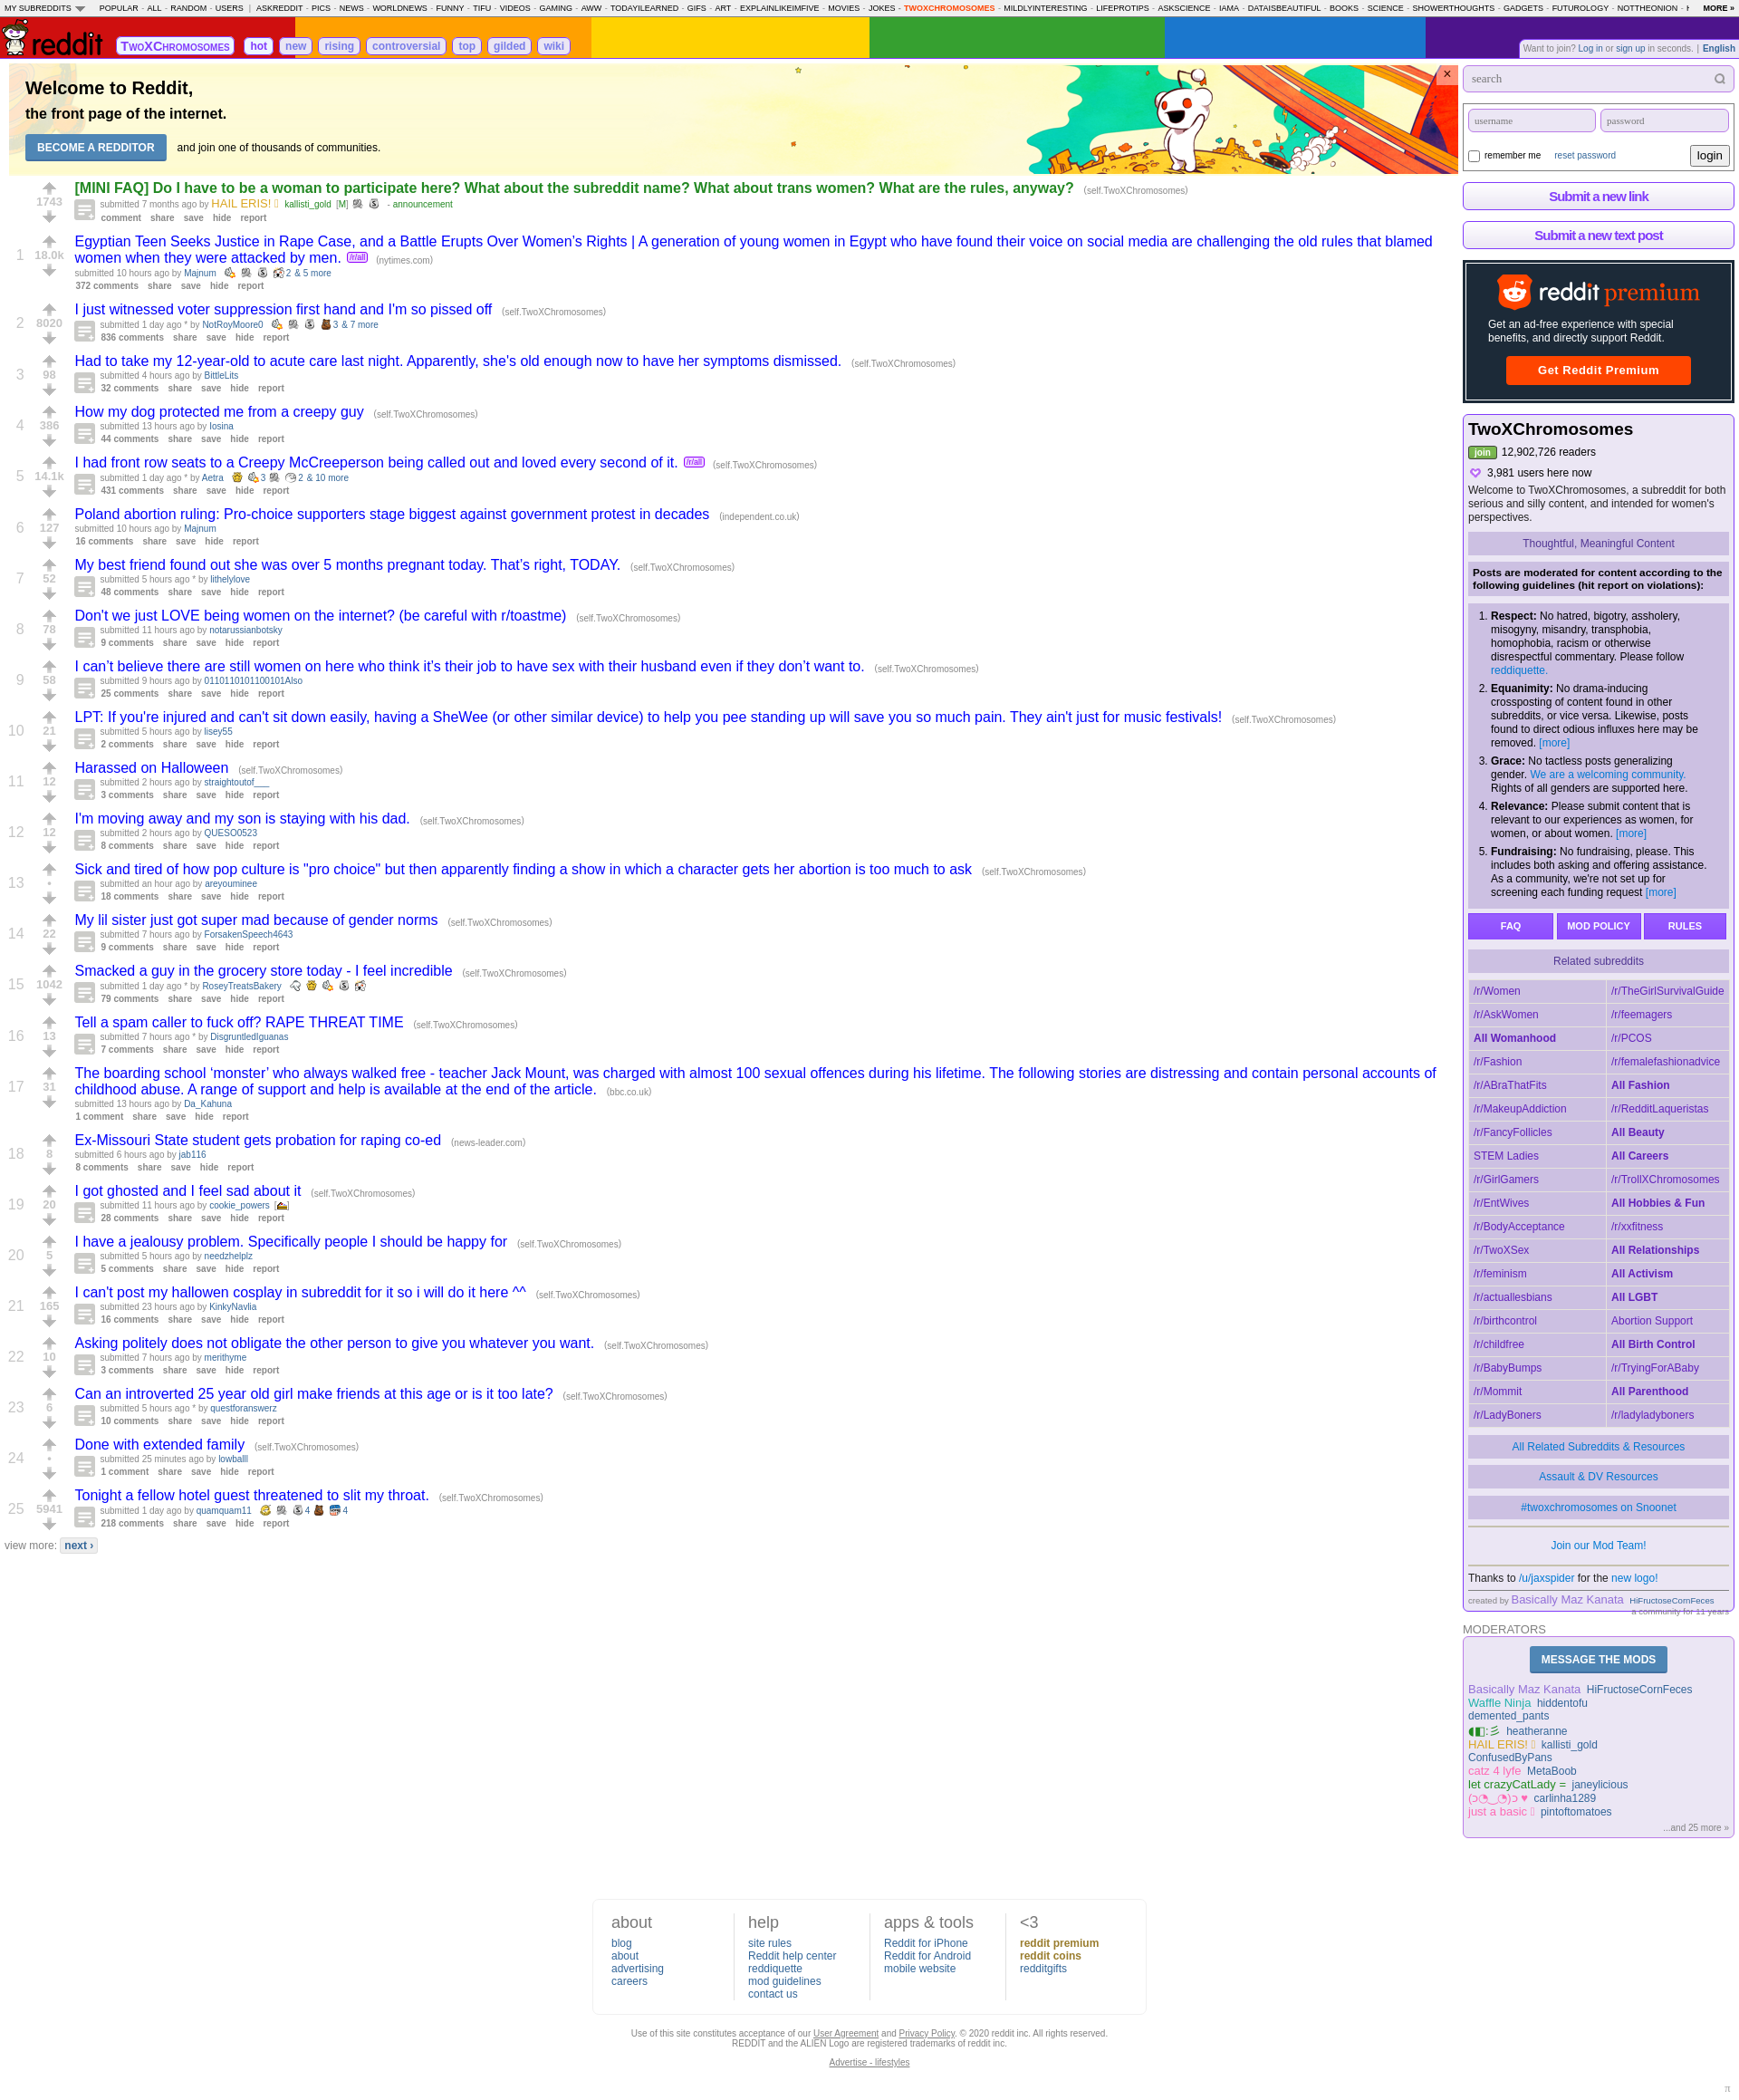 MY SUBREDDITS POPULAR - ALL - RANDOM - USERS | ASKREDDIT - PICS - NEWS - WORLDNEWS - FUNNY - TIFU - VIDEOS - GAMING - AWW - TODAYILEARNED - GIFS - ART - EXPLAINLIKEIMFIVE - MOVIES - JOKES - TWOXCHROMOSOMES - MILDLYINTERESTING - LIFEPROTIPS - ASKSCIENCE - IAMA - DATAISBEAUTIFUL - BOOKS - SCIENCE - SHOWERTHOUGHTS - GADGETS - FUTUROLOGY - NOTTHEONION - MORE »
reddit TwoXChromosomes hot new rising controversial top gilded wiki
Want to join? Log in or sign up in seconds. | English
Welcome to Reddit,
the front page of the internet.
BECOME A REDDITOR and join one of thousands of communities.
×
1743
[MINI FAQ] Do I have to be a woman to participate here? What about the subreddit name? What about trans women? What are the rules, anyway? (self.TwoXChromosomes)
submitted 7 months ago by HAIL ERIS! kallisti_gold [M] - announcement
comment share save hide report
1 18.0k
Egyptian Teen Seeks Justice in Rape Case, and a Battle Erupts Over Women's Rights | A generation of young women in Egypt who have found their voice on social media are challenging the old rules that blamed
women when they were attacked by men. /r/all (nytimes.com)
submitted 10 hours ago by Majnum 2 & 5 more
372 comments share save hide report
2 8020
I just witnessed voter suppression first hand and I'm so pissed off (self.TwoXChromosomes)
submitted 1 day ago * by NotRoyMoore0 3 & 7 more
836 comments share save hide report
3 98
Had to take my 12-year-old to acute care last night. Apparently, she's old enough now to have her symptoms dismissed. (self.TwoXChromosomes)
submitted 4 hours ago by BittleLits
32 comments share save hide report
4 386
How my dog protected me from a creepy guy (self.TwoXChromosomes)
submitted 13 hours ago by Iosina
44 comments share save hide report
5 14.1k
I had front row seats to a Creepy McCreeperson being called out and loved every second of it. /r/all (self.TwoXChromosomes)
submitted 1 day ago * by Aetra 3 2 & 10 more
431 comments share save hide report
6 127
Poland abortion ruling: Pro-choice supporters stage biggest against government protest in decades (independent.co.uk)
submitted 10 hours ago by Majnum
16 comments share save hide report
7 52
My best friend found out she was over 5 months pregnant today. That's right, TODAY. (self.TwoXChromosomes)
submitted 5 hours ago * by lithelylove
48 comments share save hide report
8 78
Don't we just LOVE being women on the internet? (be careful with r/toastme) (self.TwoXChromosomes)
submitted 11 hours ago by notarussianbotsky
9 comments share save hide report
9 58
I can't believe there are still women on here who think it's their job to have sex with their husband even if they don't want to. (self.TwoXChromosomes)
submitted 9 hours ago by 0110110101100101Also
25 comments share save hide report
10 21
LPT: If you're injured and can't sit down easily, having a SheWee (or other similar device) to help you pee standing up will save you so much pain. They ain't just for music festivals! (self.TwoXChromosomes)
submitted 5 hours ago by lisey55
2 comments share save hide report
11 12
Harassed on Halloween (self.TwoXChromosomes)
submitted 2 hours ago by straightoutof___
3 comments share save hide report
12 12
I'm moving away and my son is staying with his dad. (self.TwoXChromosomes)
submitted 2 hours ago by QUESO0523
8 comments share save hide report
13 •
Sick and tired of how pop culture is "pro choice" but then apparently finding a show in which a character gets her abortion is too much to ask (self.TwoXChromosomes)
submitted an hour ago by areyouminee
18 comments share save hide report
14 22
My lil sister just got super mad because of gender norms (self.TwoXChromosomes)
submitted 7 hours ago by ForsakenSpeech4643
9 comments share save hide report
15 1042
Smacked a guy in the grocery store today - I feel incredible (self.TwoXChromosomes)
submitted 1 day ago * by RoseyTreatsBakery
79 comments share save hide report
16 13
Tell a spam caller to fuck off? RAPE THREAT TIME (self.TwoXChromosomes)
submitted 7 hours ago * by DisgruntledIguanas
7 comments share save hide report
17 31
The boarding school 'monster' who always walked free - teacher Jack Mount, was charged with almost 100 sexual offences during his lifetime. The following stories are distressing and contain personal accounts of
childhood abuse. A range of support and help is available at the end of the article. (bbc.co.uk)
submitted 13 hours ago by Da_Kahuna
1 comment share save hide report
18 8
Ex-Missouri State student gets probation for raping co-ed (news-leader.com)
submitted 6 hours ago by jab116
8 comments share save hide report
19 20
I got ghosted and I feel sad about it (self.TwoXChromosomes)
submitted 11 hours ago by cookie_powers
28 comments share save hide report
20 5
I have a jealousy problem. Specifically people I should be happy for (self.TwoXChromosomes)
submitted 5 hours ago by needzhelplz
5 comments share save hide report
21 165
I can't post my hallowen cosplay in subreddit for it so i will do it here ^^ (self.TwoXChromosomes)
submitted 23 hours ago by KinkyNavlia
16 comments share save hide report
22 10
Asking politely does not obligate the other person to give you whatever you want. (self.TwoXChromosomes)
submitted 7 hours ago by merithyme
3 comments share save hide report
23 6
Can an introverted 25 year old girl make friends at this age or is it too late? (self.TwoXChromosomes)
submitted 5 hours ago * by questforanswerz
10 comments share save hide report
24 •
Done with extended family (self.TwoXChromosomes)
submitted 25 minutes ago by lowballl
1 comment share save hide report
25 5941
Tonight a fellow hotel guest threatened to slit my throat. (self.TwoXChromosomes)
submitted 1 day ago by quamquam11 4 4
218 comments share save hide report
view more: next ›
search
username password
remember me reset password login
Submit a new link
Submit a new text post
reddit premium
Get an ad-free experience with special
benefits, and directly support Reddit.
Get Reddit Premium
TwoXChromosomes
join 12,902,726 readers
3,981 users here now
Welcome to TwoXChromosomes, a subreddit for both
serious and silly content, and intended for women's
perspectives.
Thoughtful, Meaningful Content
Posts are moderated for content according to the
following guidelines (hit report on violations):
1. Respect: No hatred, bigotry, assholery,
misogyny, misandry, transphobia,
homophobia, racism or otherwise
disrespectful commentary. Please follow
reddiquette.
2. Equanimity: No drama-inducing
crossposting of content found in other
subreddits, or vice versa. Likewise, posts
found to direct odious influxes here may be
removed. [more]
3. Grace: No tactless posts generalizing
gender. We are a welcoming community.
Rights of all genders are supported here.
4. Relevance: Please submit content that is
relevant to our experiences as women, for
women, or about women. [more]
5. Fundraising: No fundraising, please. This
includes both asking and offering assistance.
As a community, we're not set up for
screening each funding request [more]
FAQ MOD POLICY RULES
Related subreddits
/r/Women /r/TheGirlSurvivalGuide
/r/AskWomen /r/feemagers
All Womanhood /r/PCOS
/r/Fashion /r/femalefashionadvice
/r/ABraThatFits All Fashion
/r/MakeupAddiction /r/RedditLaqueristas
/r/FancyFollicles All Beauty
STEM Ladies All Careers
/r/GirlGamers /r/TrollXChromosomes
/r/EntWives All Hobbies & Fun
/r/BodyAcceptance /r/xxfitness
/r/TwoXSex All Relationships
/r/feminism All Activism
/r/actuallesbians All LGBT
/r/birthcontrol Abortion Support
/r/childfree All Birth Control
/r/BabyBumps /r/TryingForABaby
/r/Mommit All Parenthood
/r/LadyBoners /r/ladyladyboners
All Related Subreddits & Resources
Assault & DV Resources
#twoxchromosomes on Snoonet
Join our Mod Team!
Thanks to /u/jaxspider for the new logo!
created by Basically Maz Kanata HiFructoseCornFeces
a community for 11 years
MODERATORS
MESSAGE THE MODS
Basically Maz Kanata HiFructoseCornFeces
Waffle Ninja hiddentofu
demented_pants
heatheranne
HAIL ERIS! kallisti_gold
ConfusedByPans
catz 4 lyfe MetaBoob
let crazyCatLady = janeylicious
(ɔ◔‿◔)ɔ ♥ carlinha1289
just a basic pintoftomatoes
...and 25 more »
about
blog
about
advertising
careers
help
site rules
Reddit help center
reddiquette
mod guidelines
contact us
apps & tools
Reddit for iPhone
Reddit for Android
mobile website
<3
reddit premium
reddit coins
redditgifts
Use of this site constitutes acceptance of our User Agreement and Privacy Policy. © 2020 reddit inc. All rights reserved.
REDDIT and the ALIEN Logo are registered trademarks of reddit inc.
Advertise - lifestyles
π